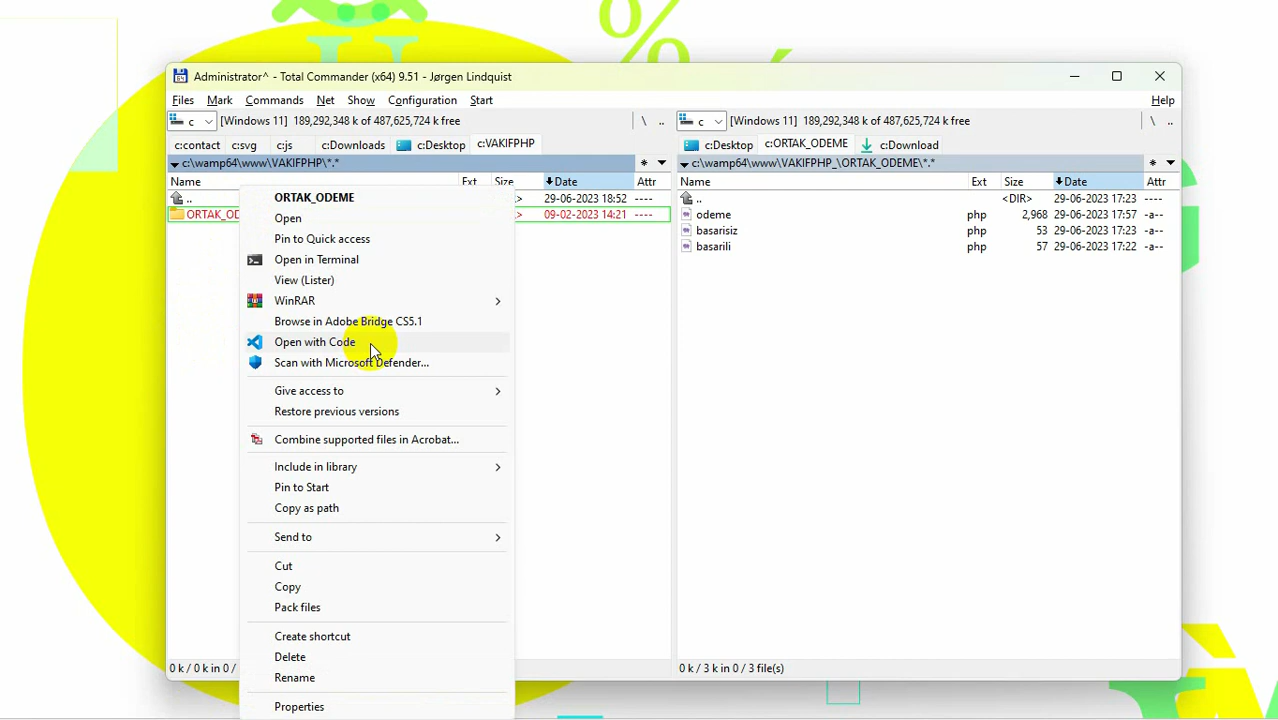 %
Administrator^ - Total Commander (x64) 9.51 - Jørgen Lindquist
Files Mark Commands Net Show Configuration Start Help
c [Windows 11] 189,292,348 k of 487,625,724 k free \ ..
c [Windows 11] 189,292,348 k of 487,625,724 k free \ ..
c:contact c:svg c:js c:Downloads c:Desktop c:VAKIFPHP
c:Desktop c:ORTAK_ODEME c:Download
c:\wamp64\www\VAKIFPHP\*.* *
c:\wamp64\www\VAKIFPHP_\ORTAK_ODEME\*.* *
Name Ext Size Date Attr
Name Ext Size Date Attr
.. > 29-06-2023 18:52 ----
ORTAK_OD > 09-02-2023 14:21 ----
.. <DIR> 29-06-2023 17:23 ----
odeme php 2,968 29-06-2023 17:57 -a--
basarisiz php 53 29-06-2023 17:23 -a--
basarili php 57 29-06-2023 17:22 -a--
ORTAK_ODEME
Open
Pin to Quick access
Open in Terminal
View (Lister)
WinRAR
Browse in Adobe Bridge CS5.1
Open with Code
Scan with Microsoft Defender...
Give access to
Restore previous versions
Combine supported files in Acrobat...
Include in library
Pin to Start
Copy as path
Send to
Cut
Copy
Pack files
Create shortcut
Delete
Rename
Properties
0 k / 0 k in 0 /
0 k / 3 k in 0 / 3 file(s)